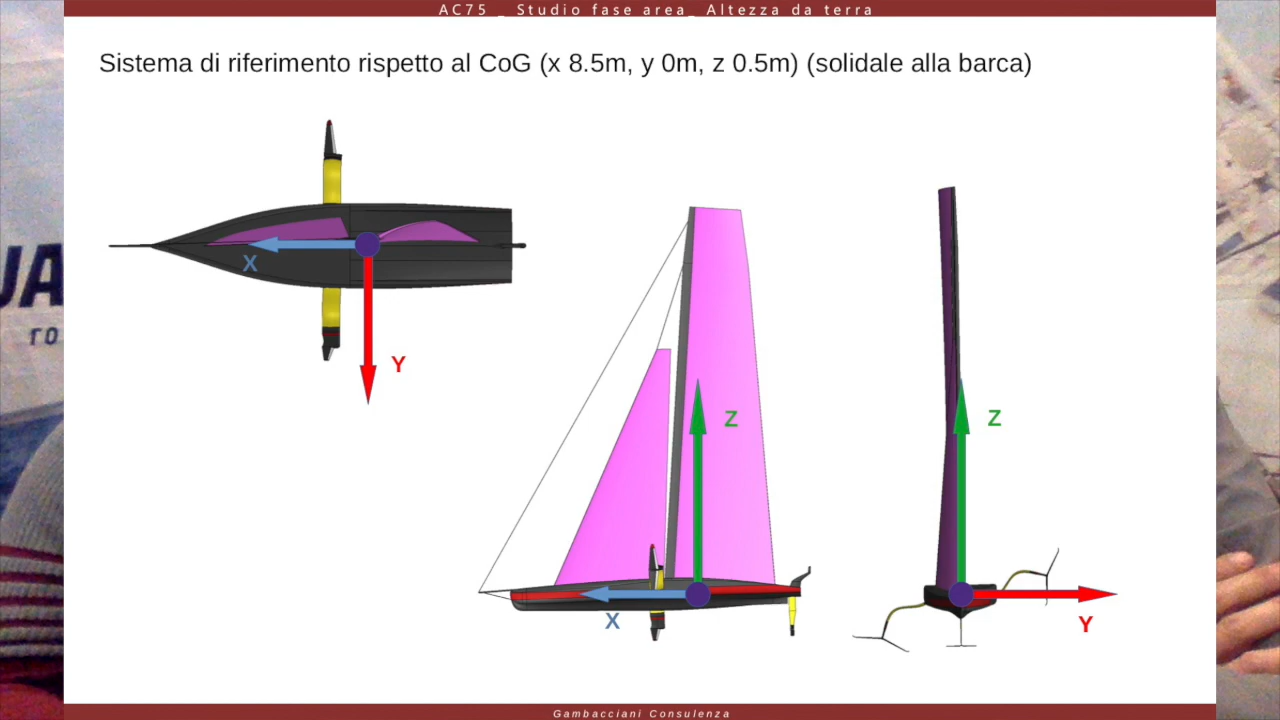 AC75 _ Studio fase area_ Altezza da terra
Sistema di riferimento rispetto al CoG (x 8.5m, y 0m, z 0.5m) (solidale alla barca)
X
Y
Z
X
Z
Y
Gambacciani Consulenza